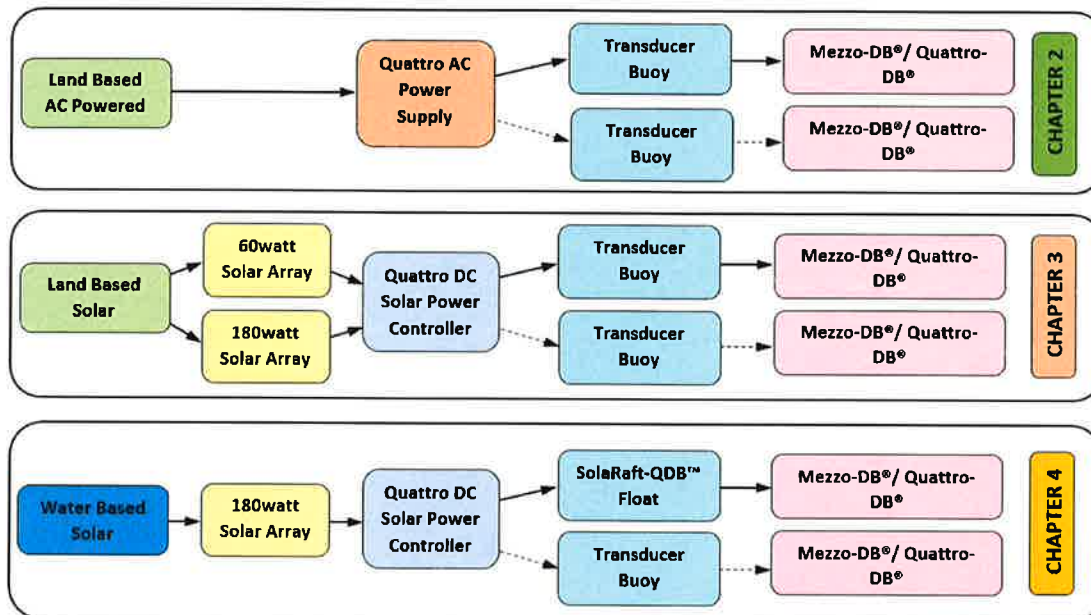 Land Based
AC Powered
Quattro AC
Power
Supply
Transducer
Buoy
Mezzo-DB®/ Quattro-
DB®
Transducer
Buoy
Mezzo-DB®/ Quattro-
DB®
CHAPTER 2
Land Based
Solar
60watt
Solar Array
180watt
Solar Array
Quattro DC
Solar Power
Controller
Transducer
Buoy
Mezzo-DB®/ Quattro-
DB®
Transducer
Buoy
Mezzo-DB®/ Quattro-
DB®
CHAPTER 3
Water Based
Solar
180watt
Solar Array
Quattro DC
Solar Power
Controller
SolaRaft-QDB™
Float
Mezzo-DB®/ Quattro-
DB®
Transducer
Buoy
Mezzo-DB®/ Quattro-
DB®
CHAPTER 4